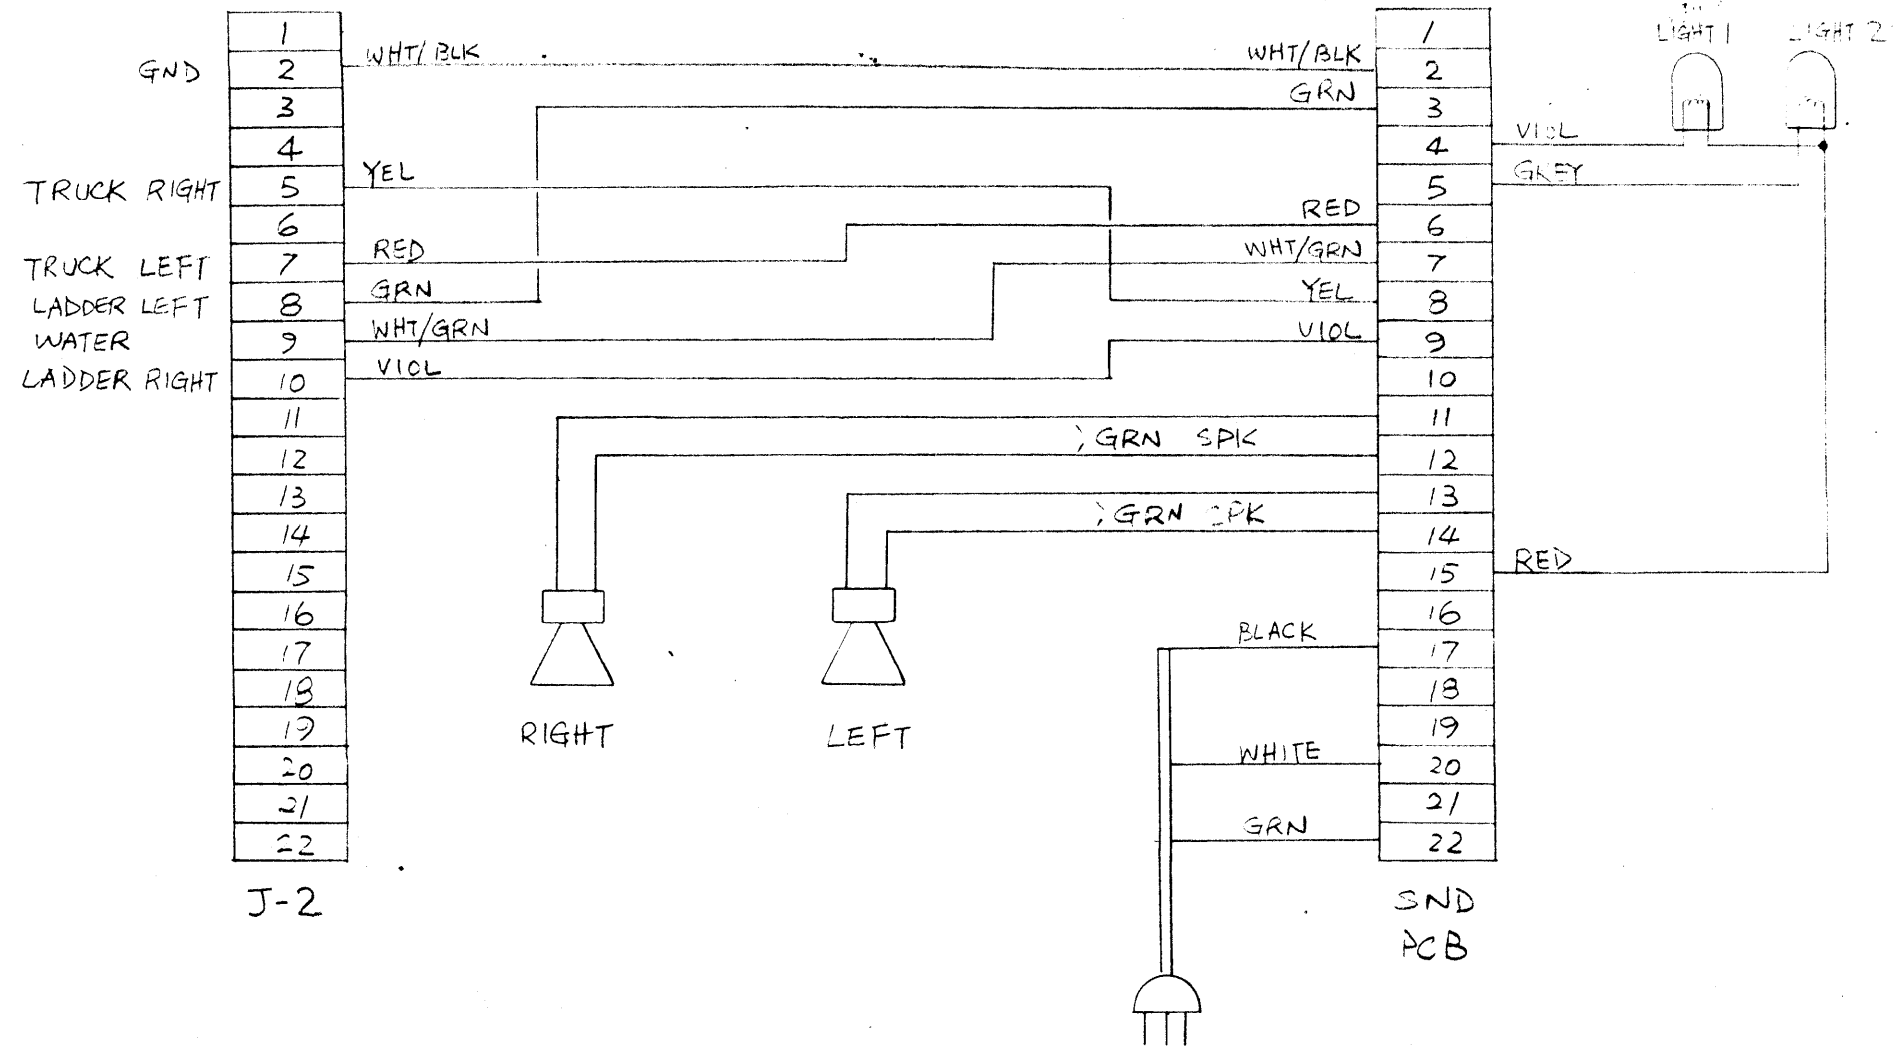 LIGHT 1
LIGHT 2
1
GND 2 WHT/BLK
3
4
TRUCK RIGHT 5 YEL
6
TRUCK LEFT 7 RED
LADDER LEFT 8 GRN
WATER 9 WHT/GRN
LADDER RIGHT 10 VIOL
11
12
13
14
15
16
17
18
19
20
21
22
J-2
RIGHT
LEFT
1
WHT/BLK 2
GRN 3
4 VIOL
5 GREY
RED 6
WHT/GRN 7
YEL 8
VIOL 9
10
11
GRN SPK
12
13
GRN SPK
14
15 RED
16
BLACK 17
18
19
WHITE 20
21
GRN 22
SND
PCB